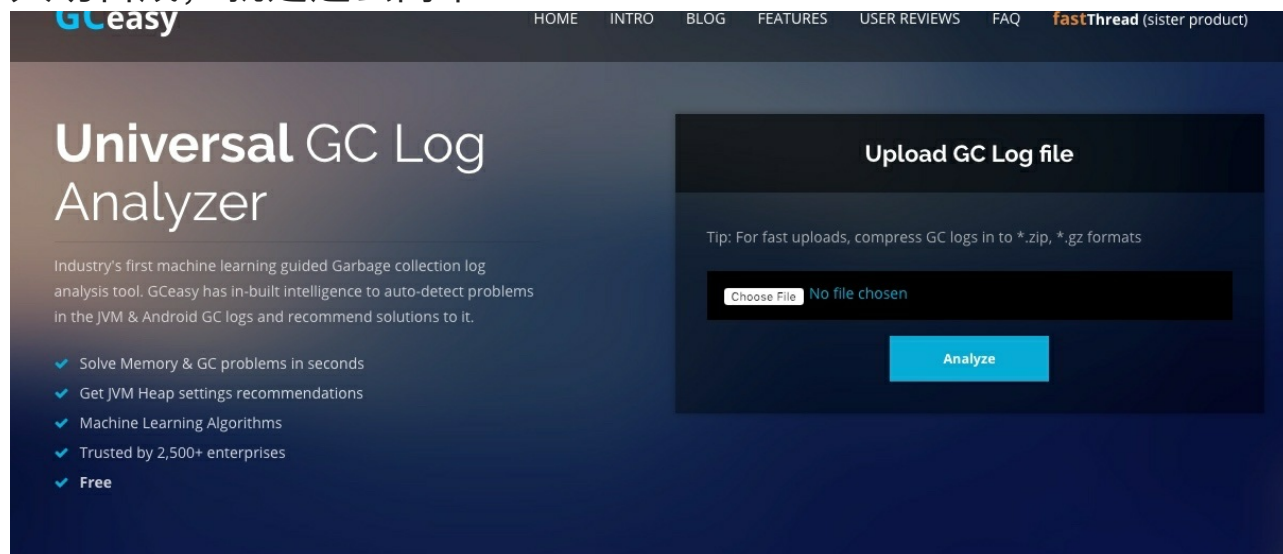 GCeasy
HOME INTRO BLOG FEATURES USER REVIEWS FAQ fastThread (sister product)
Universal GC Log
Analyzer
Industry's first machine learning guided Garbage collection log
analysis tool. GCeasy has in-built intelligence to auto-detect problems
in the JVM & Android GC logs and recommend solutions to it.
Solve Memory & GC problems in seconds
Get JVM Heap settings recommendations
Machine Learning Algorithms
Trusted by 2,500+ enterprises
Free
Upload GC Log file
Tip: For fast uploads, compress GC logs in to *.zip, *.gz formats
Choose File No file chosen
Analyze